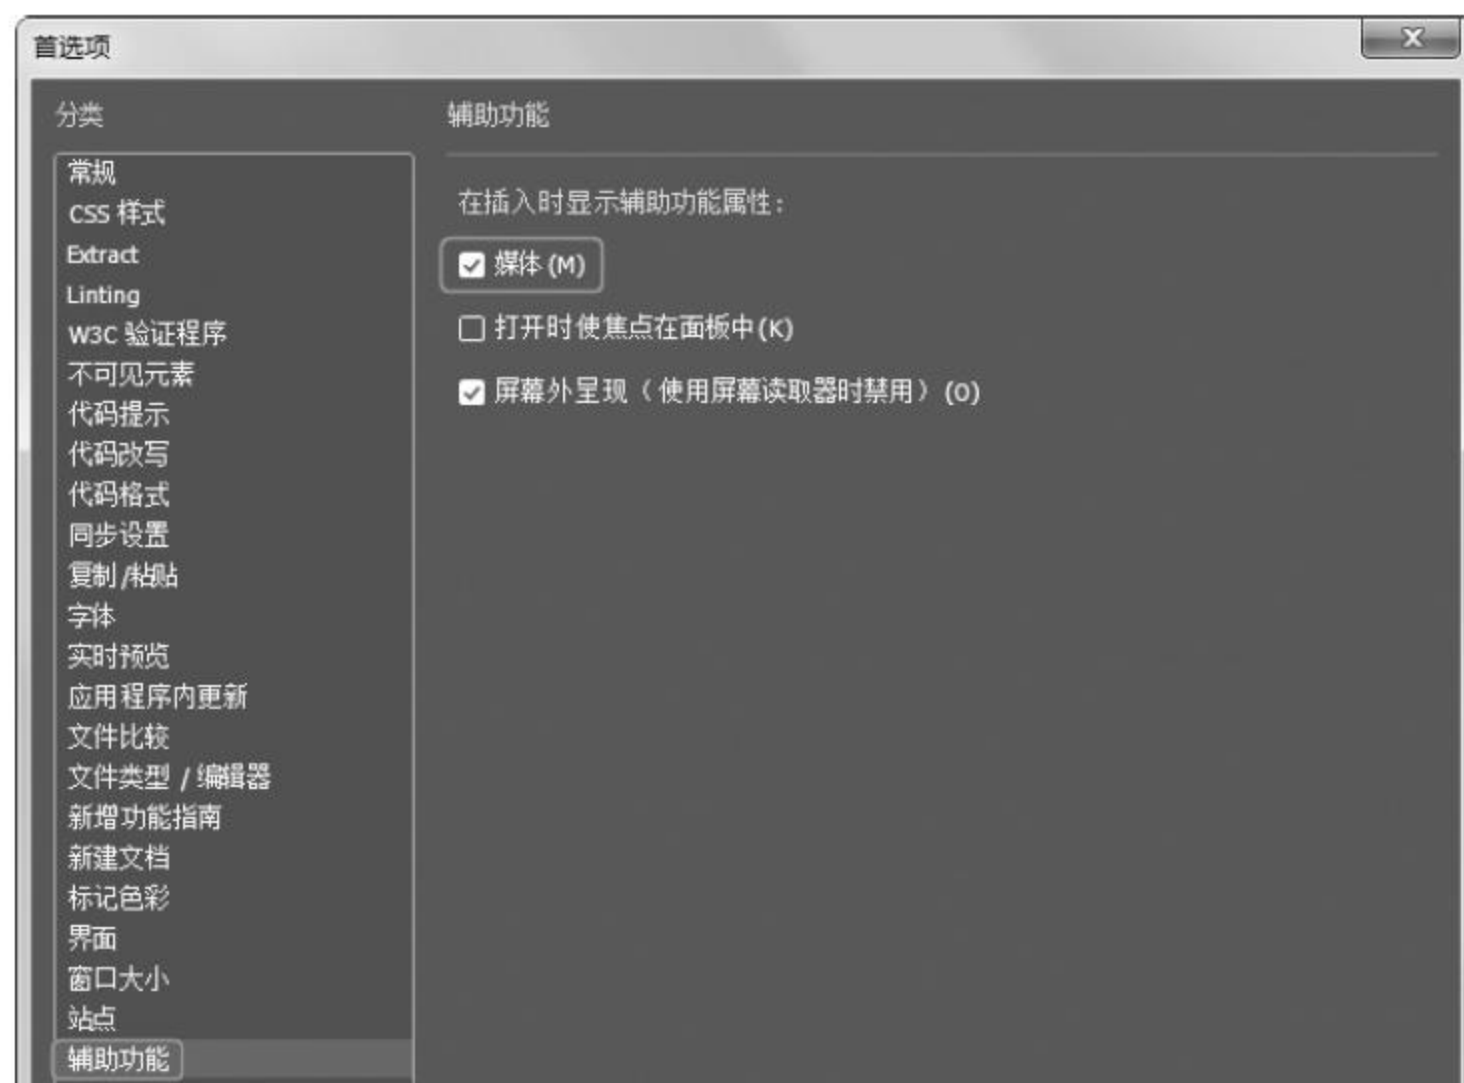 首选项
分类
常规
CSS 样式
Extract
Linting
W3C 验证程序
不可见元素
代码提示
代码改写
代码格式
同步设置
复制/粘贴
字体
实时预览
应用程序内更新
文件比较
文件类型 / 编辑器
新增功能指南
新建文档
标记色彩
界面
窗口大小
站点
辅助功能
辅助功能
在插入时显示辅助功能属性:
媒体(M)
打开时使焦点在面板中(K)
屏幕外呈现（使用屏幕读取器时禁用）(O)